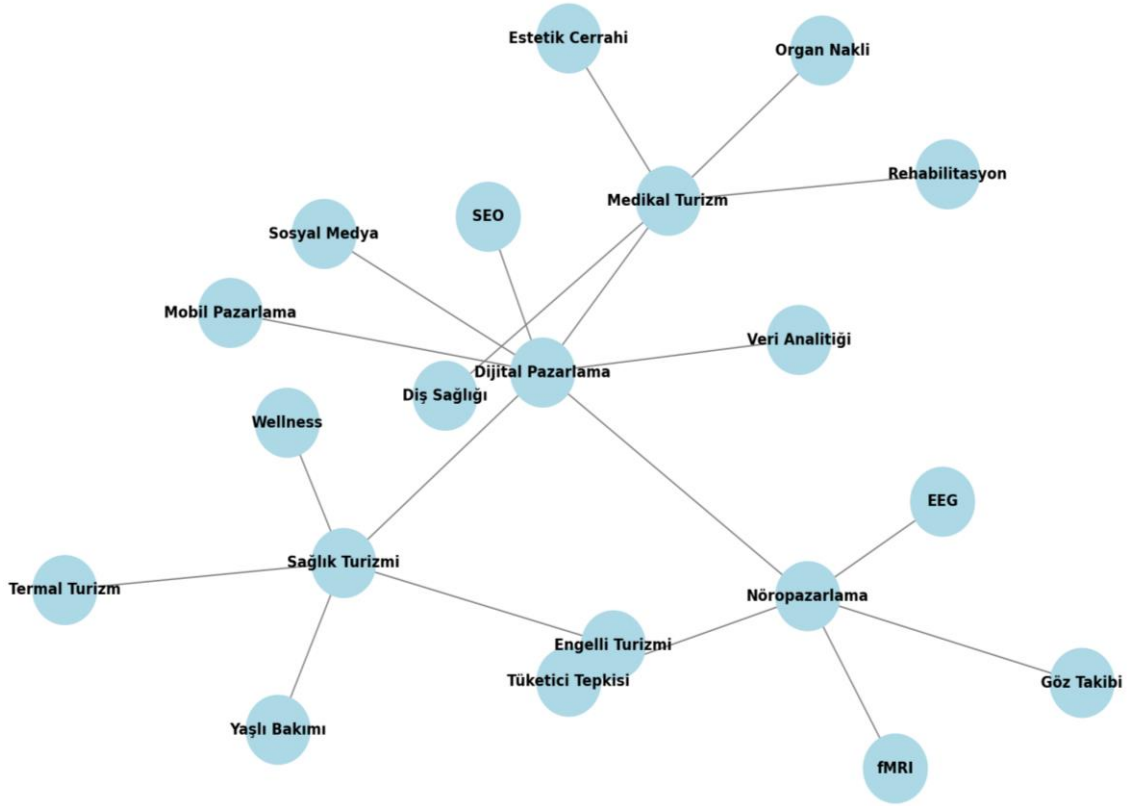 Estetik Cerrahi
Organ Nakli
Rehabilitasyon
Medikal Turizm
SEO
Sosyal Medya
Mobil Pazarlama
Veri Analitiği
Dijital Pazarlama
Diş Sağlığı
Wellness
EEG
Sağlık Turizmi
Termal Turizm
Nöropazarlama
Engelli Turizmi
Tüketici Tepkisi
Göz Takibi
Yaşlı Bakımı
fMRI